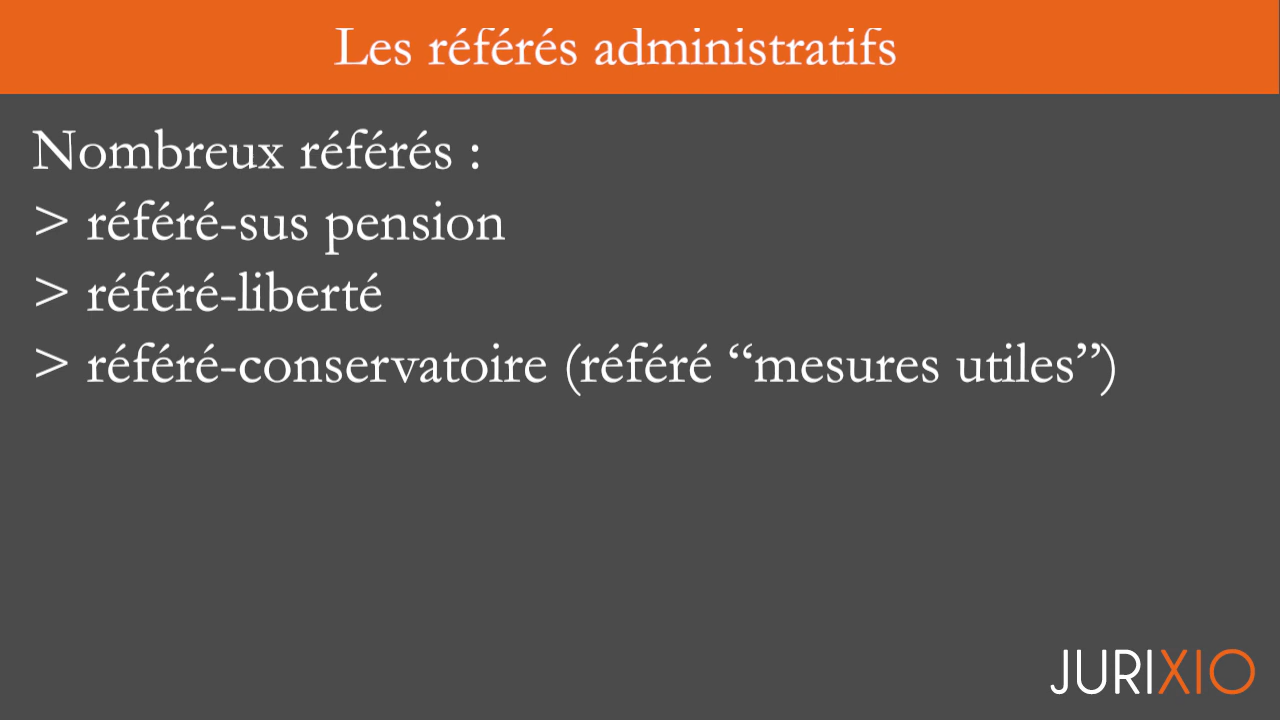 Les référés administratifs
Nombreux référés :
> référé-sus pension
> référé-liberté
> référé-conservatoire (référé “mesures utiles”)
JURIXIO